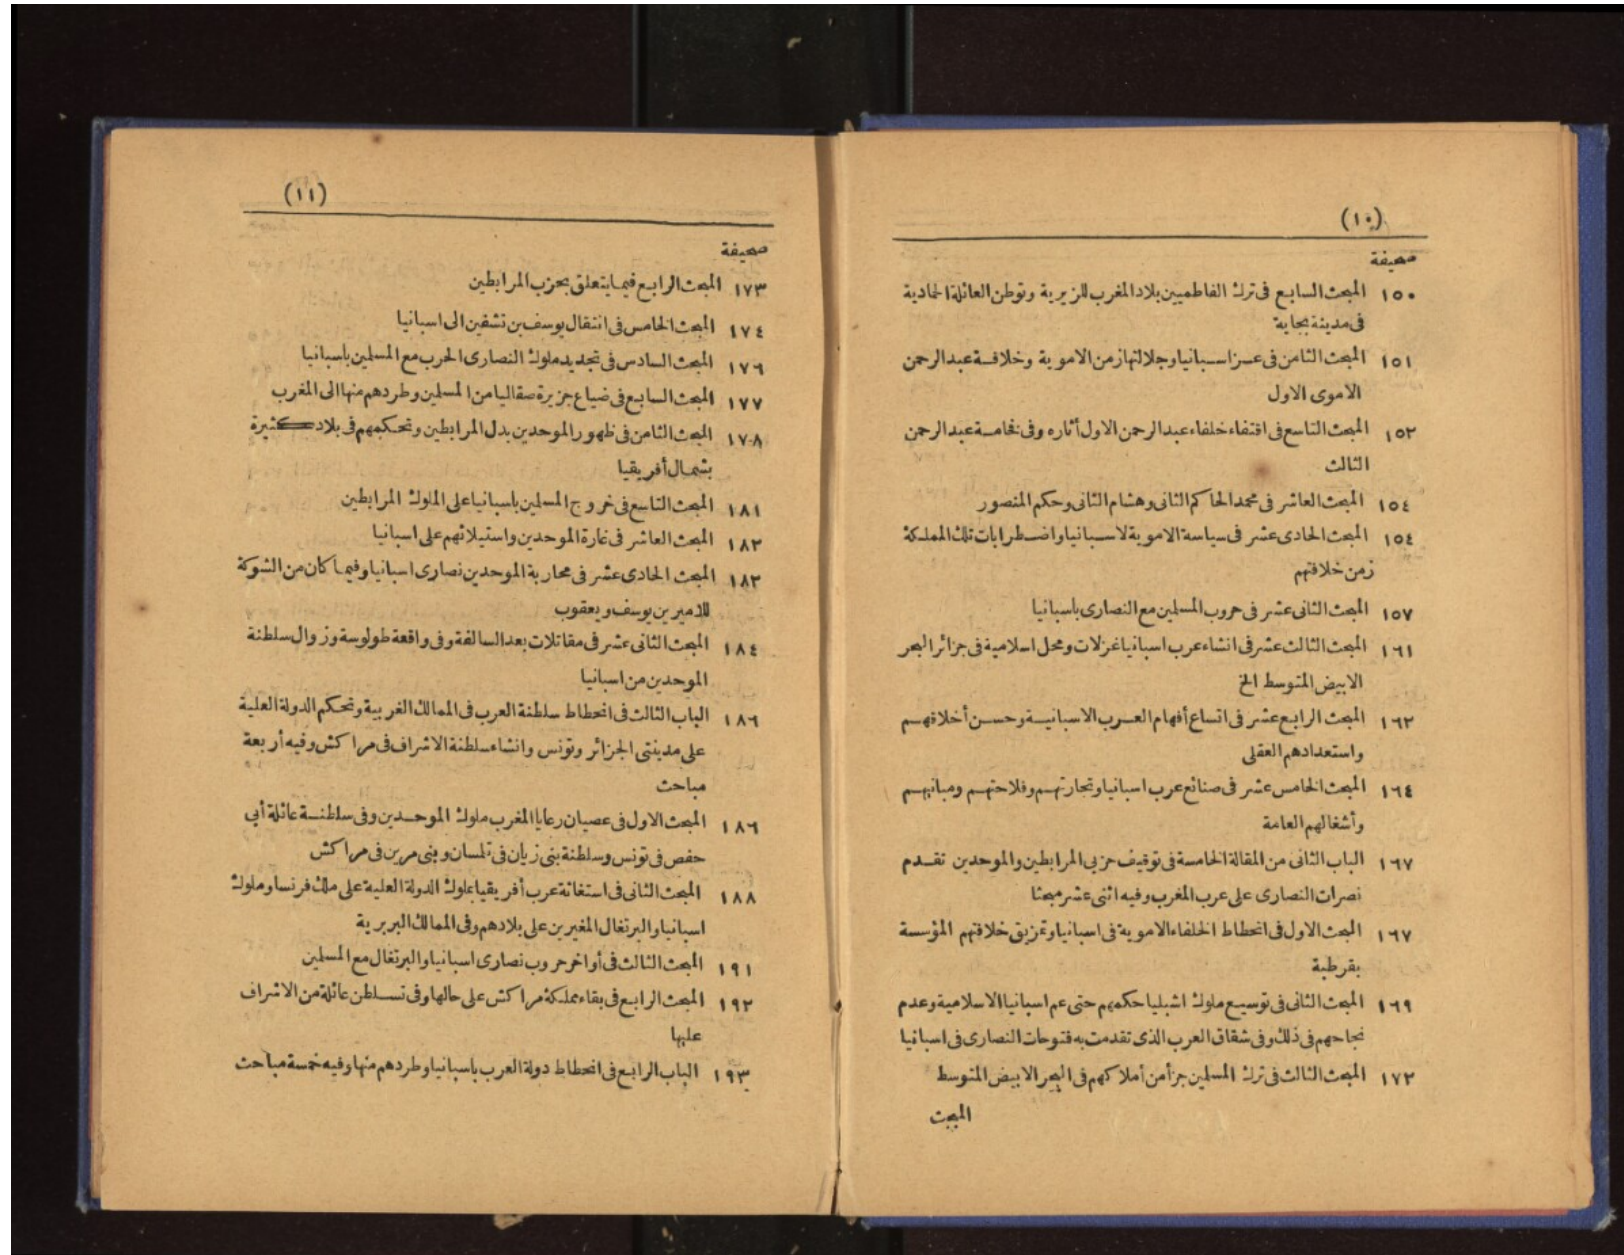 (١٠)
صحيفة
١٥٠ المبحث السابع فى ترك الفاطميين بلاد المغرب للزيرية وتوطن العائلة الحمادية
فى مدينة بجاية
١٥١ المبحث الثامن فى عز اسبانيا وجلالتها زمن الاموية وخلافة عبد الرحمن
الاموى الاول
١٥٢ المبحث التاسع فى اقتفاء خلفاء عبد الرحمن الاول آثاره وفى فخامة عبد الرحمن
الثالث
١٥٤ المبحث العاشر فى محمد الحاكم الثانى وهشام الثانى وحكم المنصور
١٥٤ المبحث الحادى عشر فى سياسة الاموية لاسبانيا واضطرابات تلك المملكة
زمن خلافتهم
١٥٧ المبحث الثانى عشر فى حروب المسلمين مع النصارى باسبانيا
١٦١ المبحث الثالث عشر فى انشاء عرب اسبانيا غزلات ومحل اسلامية فى جزائر البحر
الابيض المتوسط الخ
١٦٢ المبحث الرابع عشر فى اتساع أفهام العرب الاسبانية وحسن أخلاقهم
واستعدادهم العقلى
١٦٤ المبحث الخامس عشر فى صنائع عرب اسبانيا وتجارتهم وفلاحتهم ومبانيهم
وأشغالهم العامة
١٦٧ الباب الثانى من المقالة الخامسة فى توقيف حزبى المرابطين والموحدين تقدم
نصرات النصارى على عرب المغرب وفيه اثنى عشر مبحثا
١٦٧ المبحث الاول فى انحطاط الخلفاء الاموية فى اسبانيا وتمزيق خلافتهم المؤسسة
بقرطبة
١٦٩ المبحث الثانى فى توسيع ملوك اشبليا حكمهم حتى عم اسبانيا الاسلامية وعدم
نجاحهم فى ذلك وفى شقاق العرب الذى تقدمت به فتوحات النصارى فى اسبانيا
١٧٢ المبحث الثالث فى ترك المسلمين جزأ من أملاكهم فى البحر الابيض المتوسط
المبحث
(١١)
صحيفة
١٧٣ المبحث الرابع فيما يتعلق بحزب المرابطين
١٧٤ المبحث الخامس فى انتقال يوسف بن تشفين الى اسبانيا
١٧٦ المبحث السادس فى تجديد ملوك النصارى الحرب مع المسلمين باسبانيا
١٧٧ المبحث السابع فى ضياع جزيرة صقاليا من المسلمين وطردهم منها الى المغرب
١٧٨ المبحث الثامن فى ظهور الموحدين بدل المرابطين وتحكمهم فى بلاد كثيرة
بشمال أفريقيا
١٨١ المبحث التاسع فى خروج المسلمين باسبانيا على الملوك المرابطين
١٨٢ المبحث العاشر فى غارة الموحدين واستيلائهم على اسبانيا
١٨٣ المبحث الحادى عشر فى محاربة الموحدين نصارى اسبانيا وفيما كان من الشوكة
للاميرين يوسف ويعقوب
١٨٤ المبحث الثانى عشر فى مقاتلات بعد السالفة وفى واقعة طولوسة وزوال سلطنة
الموحدين من اسبانيا
١٨٦ الباب الثالث فى انحطاط سلطنة العرب فى الممالك الغربية وتحكم الدولة العلية
على مدينتى الجزائر وتونس وانشاء سلطنة الاشراف فى مراكش وفيه أربعة
مباحث
١٨٦ المبحث الاول فى عصيان رعايا المغرب ملوك الموحدين وفى سلطنة عائلة أبى
حفص فى تونس وسلطنة بنى زيان فى تلمسان وبنى مرين فى مراكش
١٨٨ المبحث الثانى فى استغاثة عرب أفريقيا بملوك الدولة العلية على ملك فرنسا وملوك
اسبانيا والبرتغال المغيرين على بلادهم وفى الممالك البربرية
١٩١ المبحث الثالث فى أواخر حروب نصارى اسبانيا والبرتغال مع المسلمين
١٩٢ المبحث الرابع فى بقاء مملكة مراكش على حالها وفى تسلطن عائلة من الاشراف
عليها
١٩٣ الباب الرابع فى انحطاط دولة العرب باسبانيا وطردهم منها وفيه خمسة مباحث